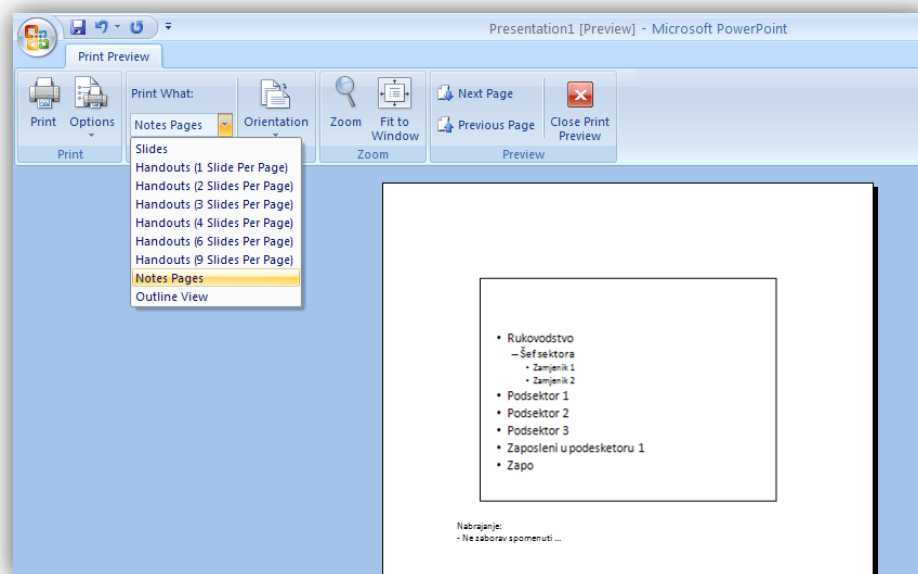 Presentation1 [Preview] - Microsoft PowerPoint
Print Preview
Print What:
Notes Pages
Print
Options
Orientation
Zoom
Fit to
Window
Next Page
Previous Page
Close Print
Preview
Print
Zoom
Preview
Slides
Handouts (1 Slide Per Page)
Handouts (2 Slides Per Page)
Handouts (3 Slides Per Page)
Handouts (4 Slides Per Page)
Handouts (6 Slides Per Page)
Handouts (9 Slides Per Page)
Notes Pages
Outline View
• Rukovodstvo
– Šef sektora
• Zamjenik 1
• Zamjenik 2
• Podsektor 1
• Podsektor 2
• Podsektor 3
• Zaposleni u podesketoru 1
• Zapo
Nabrajanje:
- Ne zaborav spomenuti ...